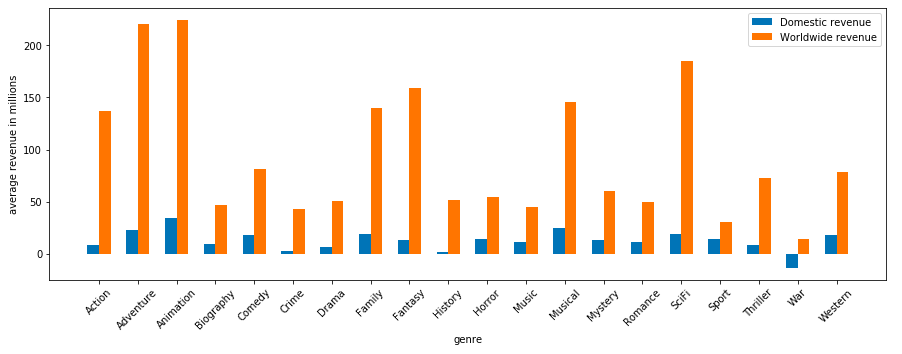 average revenue in millions
200
150
100
50
0
Domestic revenue
Worldwide revenue
Action
Adventure
Animation
Biography
Comedy
Crime
Drama
Family
Fantasy
History
Horror
Music
Musical
Mystery
Romance
SciFi
Sport
Thriller
War
Western
genre